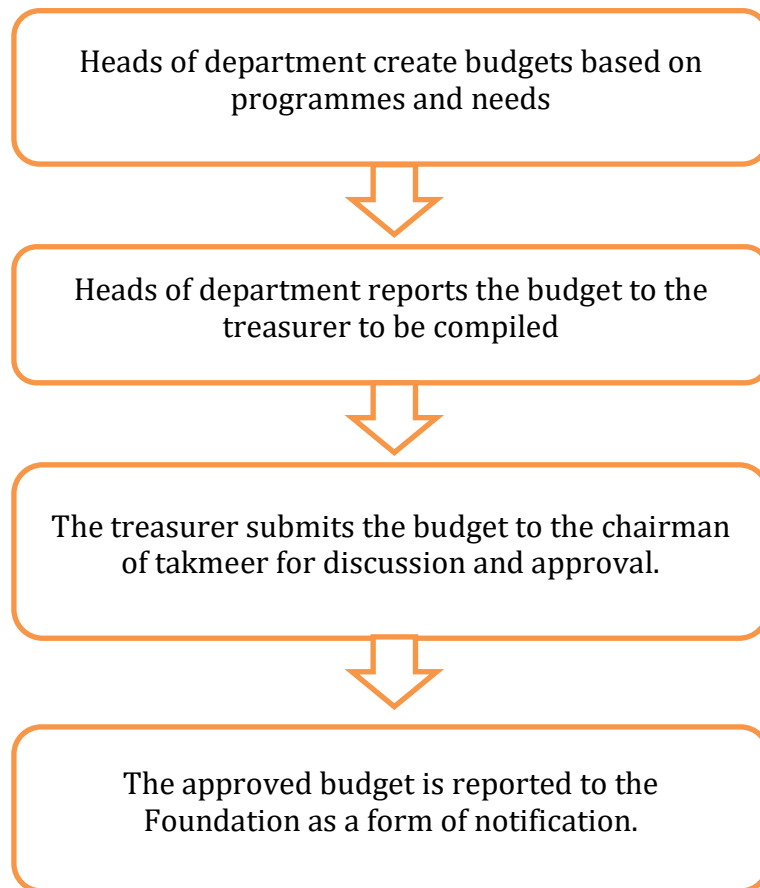 Heads of department create budgets based on
programmes and needs
Heads of department reports the budget to the
treasurer to be compiled
The treasurer submits the budget to the chairman
of takmeer for discussion and approval.
The approved budget is reported to the
Foundation as a form of notification.